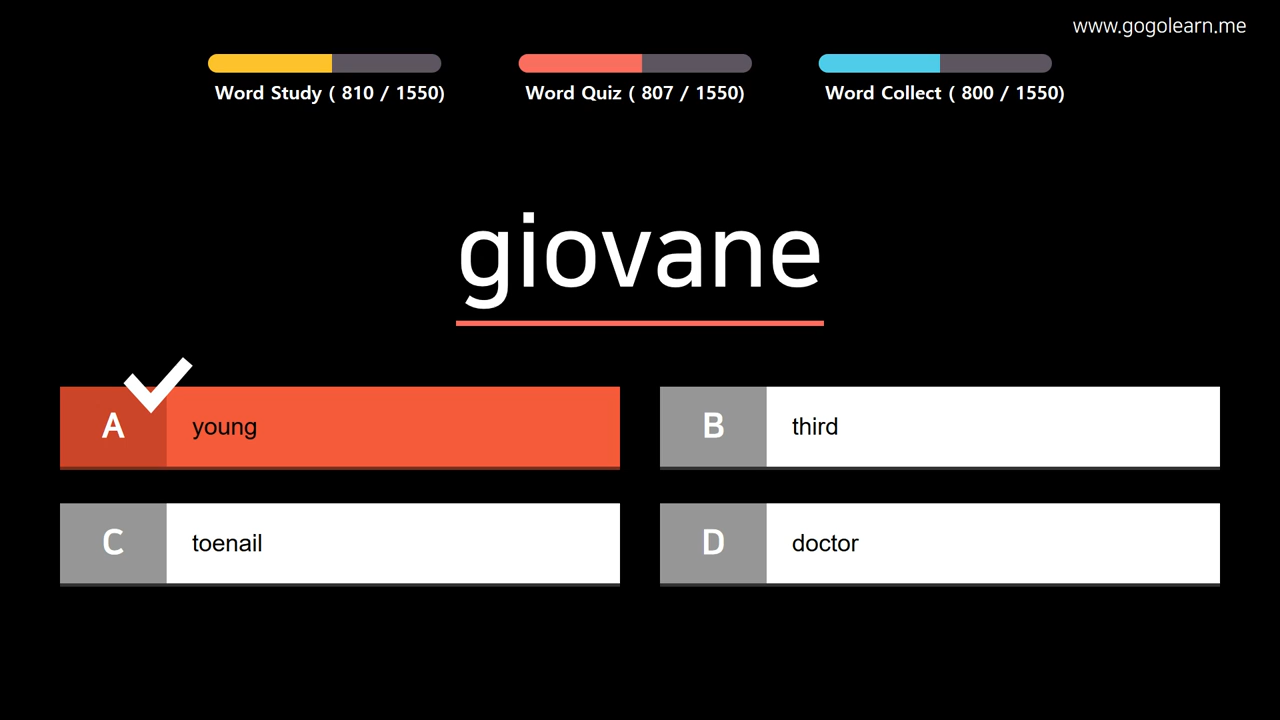 www.gogolearn.me
Word Study ( 810 / 1550)
Word Quiz ( 807 / 1550)
Word Collect ( 800 / 1550)
giovane
A young
B third
C toenail
D doctor